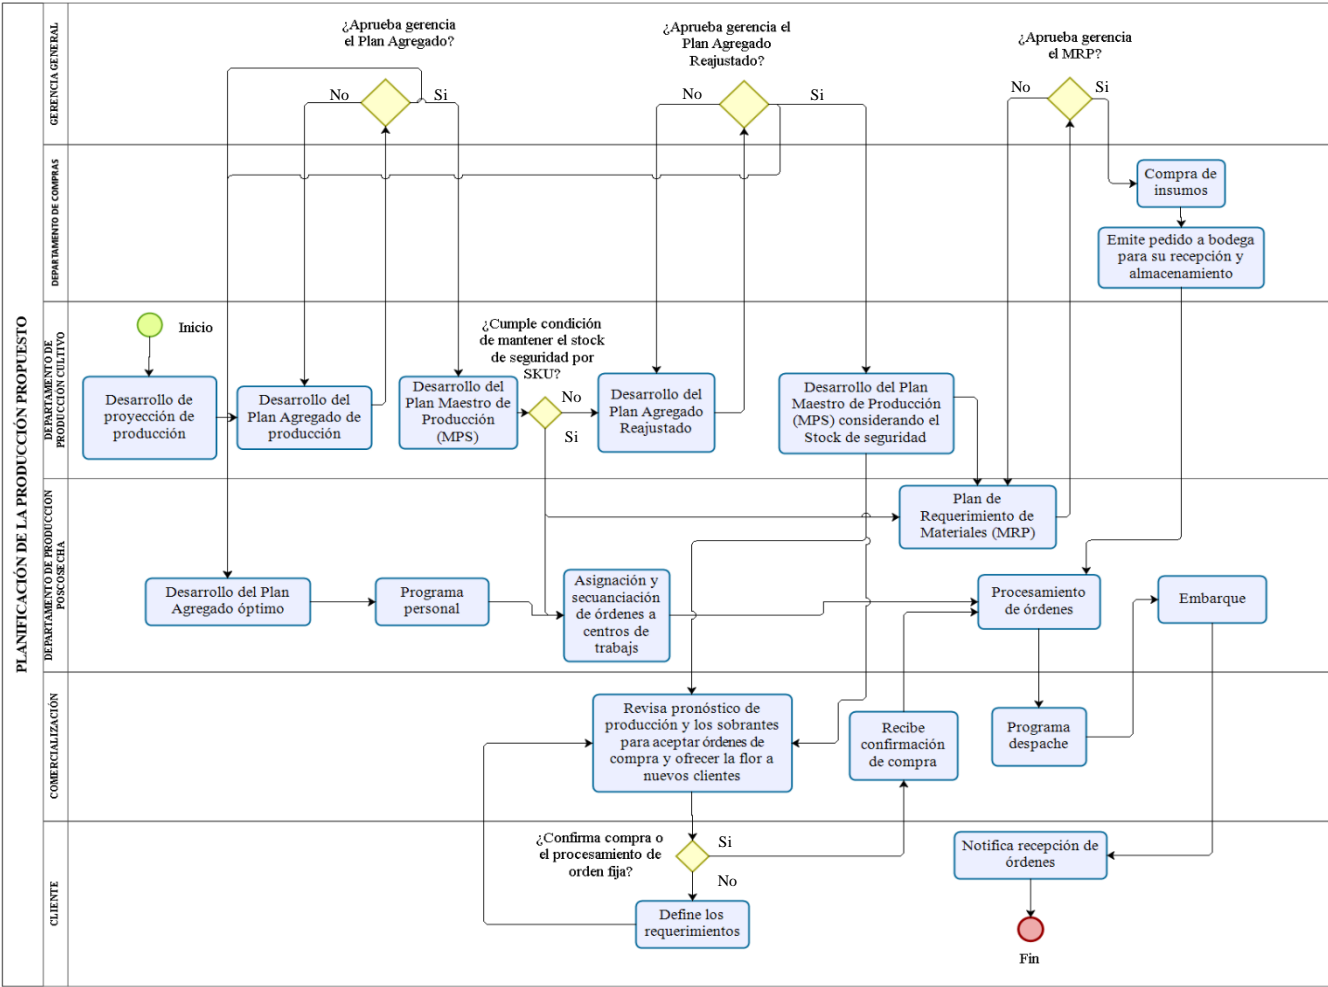 PLANIFICACIÓN DE LA PRODUCCIÓN PROPUESTO
GERENCIA GENERAL
¿Aprueba gerencia
el Plan Agregado?
No
Si
¿Aprueba gerencia el
Plan Agregado
Reajustado?
No
Si
¿Aprueba gerencia
el MRP?
No
Si
DEPARTAMENTO DE COMPRAS
Compra de
insumos
Emite pedido a bodega
para su recepción y
almacenamiento
DEPARTAMENTO DE
PRODUCCIÓN CULTIVO
Inicio
Desarrollo de
proyección de
producción
Desarrollo del
Plan Agregado de
producción
Desarrollo del
Plan Maestro de
Producción
(MPS)
¿Cumple condición
de mantener el stock
de seguridad por
SKU?
No
Si
Desarrollo del
Plan Agregado
Reajustado
Desarrollo del Plan
Maestro de Producción
(MPS) considerando el
Stock de seguridad
DEPARTAMENTO DE PRODUCCIÓN
POSCOSECHA
Plan de
Requerimiento de
Materiales (MRP)
Desarrollo del Plan
Agregado óptimo
Programa
personal
Asignación y
secuanciación
de órdenes a
centros de
trabajs
Procesamiento
de órdenes
Embarque
COMERCIALIZACIÓN
Revisa pronóstico de
producción y los sobrantes
para aceptar órdenes de
compra y ofrecer la flor a
nuevos clientes
Recibe
confirmación
de compra
Programa
despache
CLIENTE
¿Confirma compra o
el procesamiento de
orden fija?
Si
No
Define los
requerimientos
Notifica recepción de
órdenes
Fin